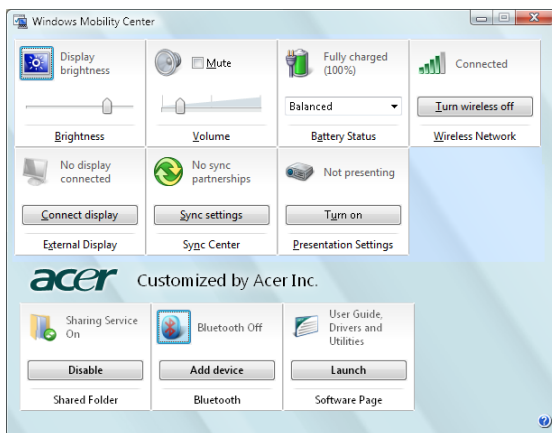 Windows Mobility Center
Display
brightness
Brightness
Mute
Volume
Fully charged
(100%)
Balanced
Battery Status
Connected
Turn wireless off
Wireless Network
No display
connected
Connect display
External Display
No sync
partnerships
Sync settings
Sync Center
Not presenting
Turn on
Presentation Settings
acer Customized by Acer Inc.
Sharing Service
On
Disable
Shared Folder
Bluetooth Off
Add device
Bluetooth
User Guide,
Drivers and
Utilities
Launch
Software Page